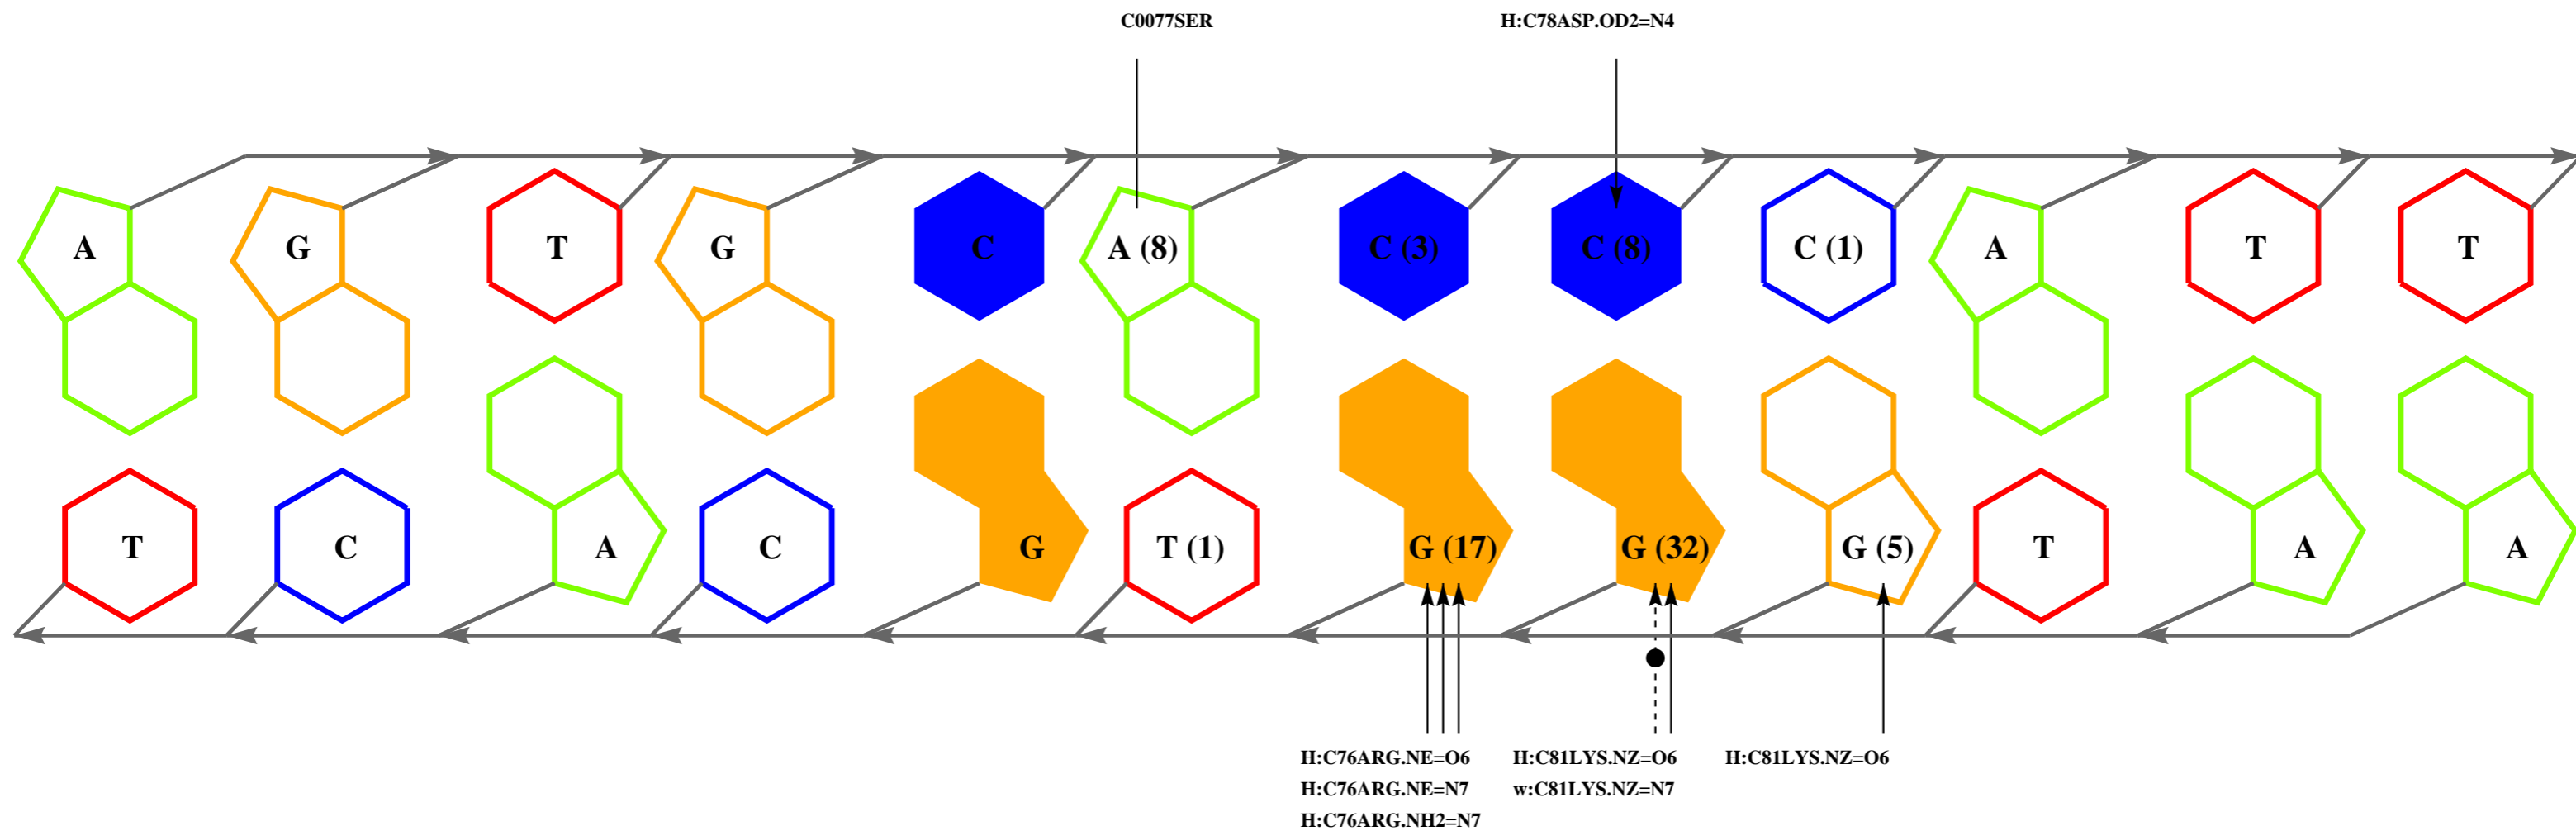 C0077SER H:C78ASP.OD2=N4
A G T G C A (8) C (3) C (8) C (1) A T T
T C A C G T (1) G (17) G (32) G (5) T A A
H:C76ARG.NE=O6 H:C81LYS.NZ=O6 H:C81LYS.NZ=O6
H:C76ARG.NE=N7 w:C81LYS.NZ=N7
H:C76ARG.NH2=N7